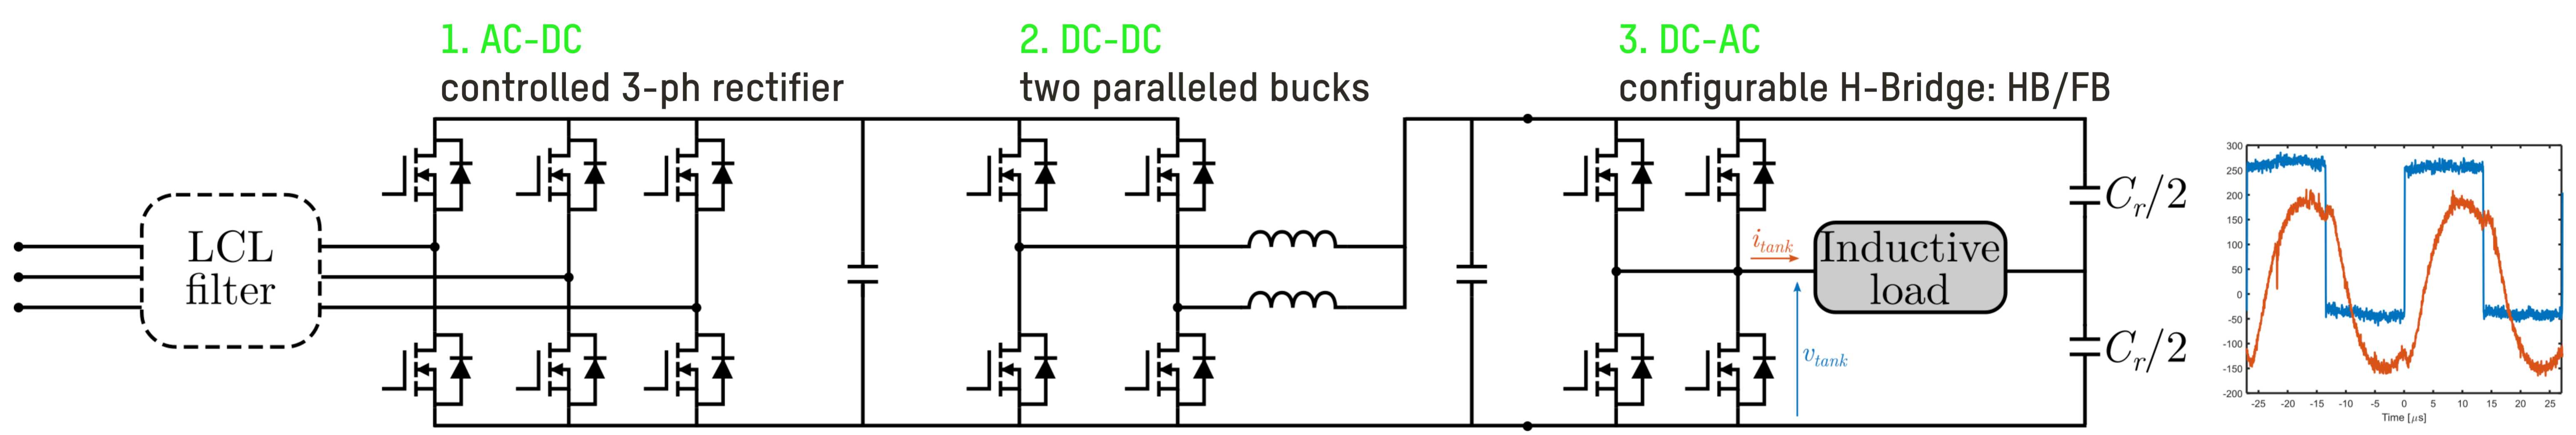 1. AC-DC
controlled 3-ph rectifier
2. DC-DC
two paralleled bucks
3. DC-AC
configurable H-Bridge: HB/FB
LCL
filter
i_tank
v_tank
Inductive
load
C_r/2
C_r/2
300
250
200
150
100
50
0
-50
-100
-150
-200
-25 -20 -15 -10 -5 0 5 10 15 20 25
Time [μs]